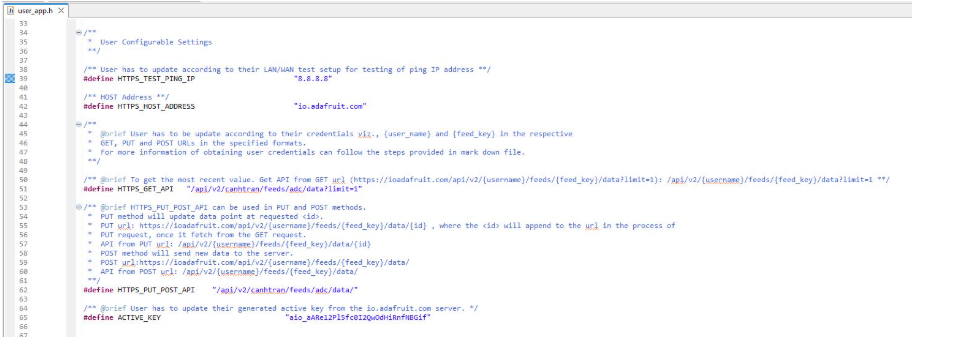 user_app.h
33
34 /**
35 * User Configurable Settings
36 **/
37
38 /** User has to update according to their LAN/WAN test setup for testing of ping IP address **/
39 #define HTTPS_TEST_PING_IP "8.8.8.8"
40
41 /** HOST Address **/
42 #define HTTPS_HOST_ADDRESS "io.adafruit.com"
43
44 /**
45 * @brief User has to be update according to their credentials viz., {user_name} and {feed_key} in the respective
46 * GET, PUT and POST URLs in the specified formats.
47 * For more information of obtaining user credentials can follow the steps provided in mark down file.
48 **/
49
50 /** @brief To get the most recent value. Get API from GET url (https://ioadafruit.com/api/v2/{username}/feeds/{feed_key}/data?limit=1): /api/v2/{username}/feeds/{feed_key}/data?limit=1 **/
51 #define HTTPS_GET_API "/api/v2/canhtran/feeds/adc/data?limit=1"
52
53 /** @brief HTTPS_PUT_POST_API can be used in PUT and POST methods.
54 * PUT method will update data point at requested <id>.
55 * PUT url: https://ioadafruit.com/api/v2/{username}/feeds/{feed_key}/data/{id} , where the <id> will append to the url in the process of
56 * PUT request, once it fetch from the GET request.
57 * API from PUT url: /api/v2/{username}/feeds/{feed_key}/data/{id}
58 * POST method will send new data to the server.
59 * POST url:https://ioadafruit.com/api/v2/{username}/feeds/{feed_key}/data/
60 * API from POST url: /api/v2/{username}/feeds/{feed_key}/data/
61 **/
62 #define HTTPS_PUT_POST_API "/api/v2/canhtran/feeds/adc/data/"
63
64 /** @brief User has to update their generated active key from the io.adafruit.com server. */
65 #define ACTIVE_KEY
66
67